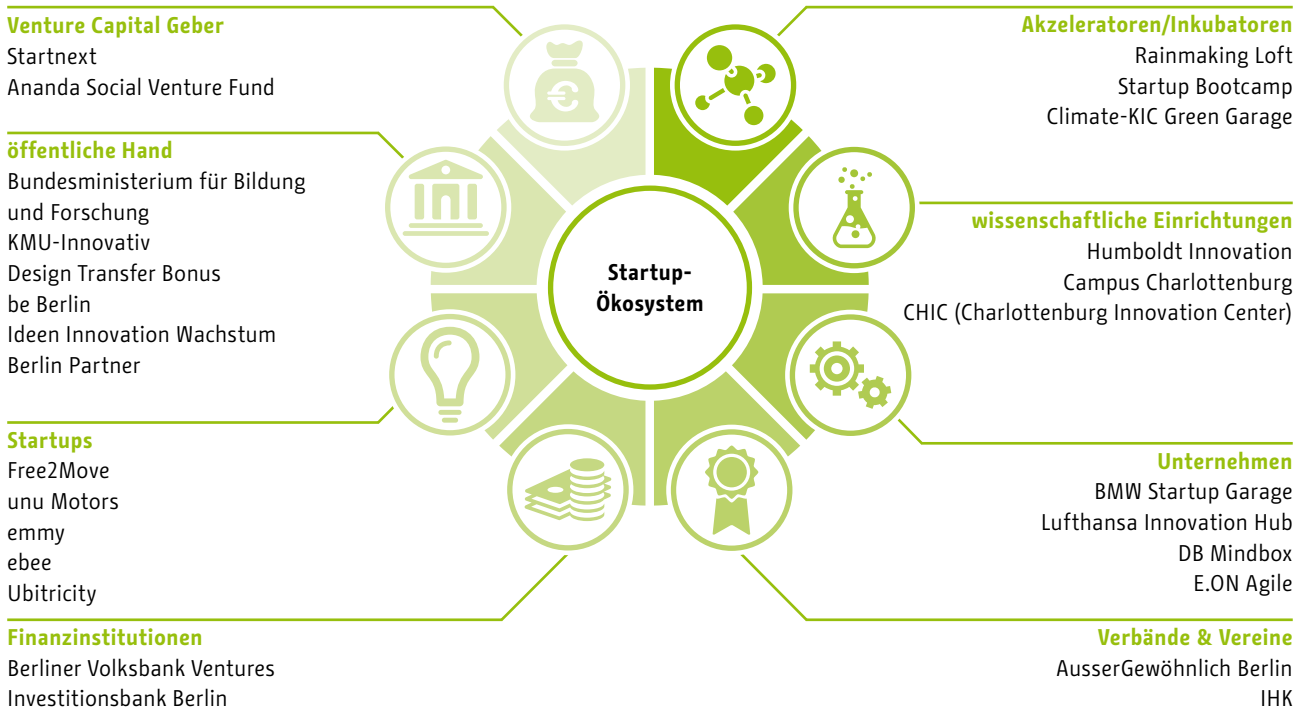 Venture Capital Geber
Startnext
Ananda Social Venture Fund
öffentliche Hand
Bundesministerium für Bildung
und Forschung
KMU-Innovativ
Design Transfer Bonus
be Berlin
Ideen Innovation Wachstum
Berlin Partner
Startups
Free2Move
unu Motors
emmy
ebee
Ubitricity
Finanzinstitutionen
Berliner Volksbank Ventures
Investitionsbank Berlin
€
Startup-
Ökosystem
Akzeleratoren/Inkubatoren
Rainmaking Loft
Startup Bootcamp
Climate-KIC Green Garage
wissenschaftliche Einrichtungen
Humboldt Innovation
Campus Charlottenburg
CHIC (Charlottenburg Innovation Center)
Unternehmen
BMW Startup Garage
Lufthansa Innovation Hub
DB Mindbox
E.ON Agile
Verbände & Vereine
AusserGewöhnlich Berlin
IHK